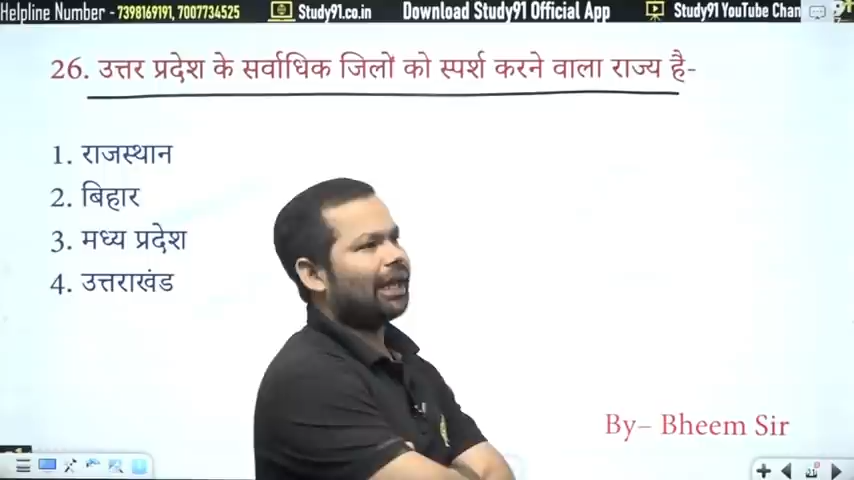 Helpline Number - 7398169191, 7007734525 Study91.co.in Download Study91 Official App Study91 YouTube Chan
26. उत्तर प्रदेश के सर्वाधिक जिलों को स्पर्श करने वाला राज्य है-
1. राजस्थान
2. बिहार
3. मध्य प्रदेश
4. उत्तराखंड
By– Bheem Sir